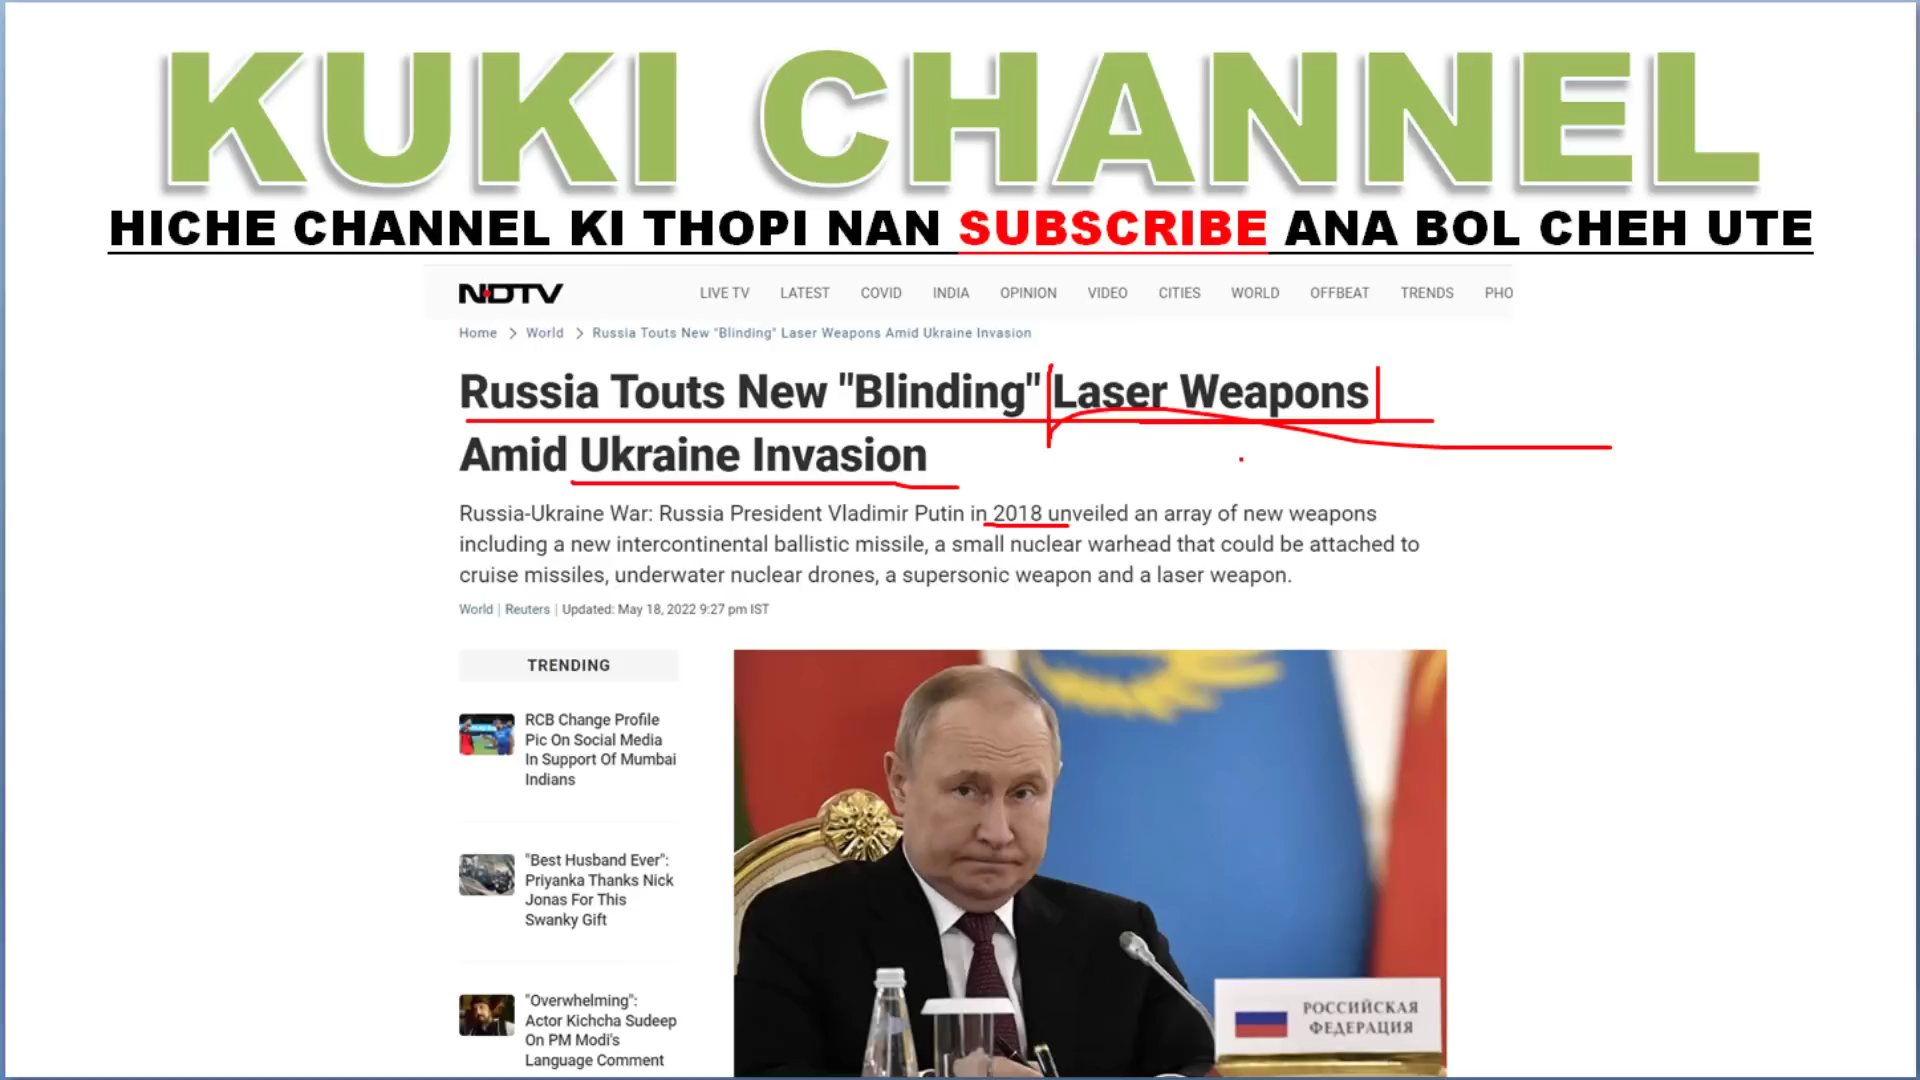 KUKI CHANNEL
HICHE CHANNEL KI THOPI NAN SUBSCRIBE ANA BOL CHEH UTE
NDTV
LIVE TV LATEST COVID INDIA OPINION VIDEO CITIES WORLD OFFBEAT TRENDS PHO
Home > World > Russia Touts New "Blinding" Laser Weapons Amid Ukraine Invasion
Russia Touts New "Blinding" Laser Weapons
Amid Ukraine Invasion
Russia-Ukraine War: Russia President Vladimir Putin in 2018 unveiled an array of new weapons
including a new intercontinental ballistic missile, a small nuclear warhead that could be attached to
cruise missiles, underwater nuclear drones, a supersonic weapon and a laser weapon.
World | Reuters | Updated: May 18, 2022 9:27 pm IST
TRENDING
RCB Change Profile
Pic On Social Media
In Support Of Mumbai
Indians
"Best Husband Ever":
Priyanka Thanks Nick
Jonas For This
Swanky Gift
"Overwhelming":
Actor Kichcha Sudeep
On PM Modi's
Language Comment
РОССИЙСКАЯ
ФЕДЕРАЦИЯ